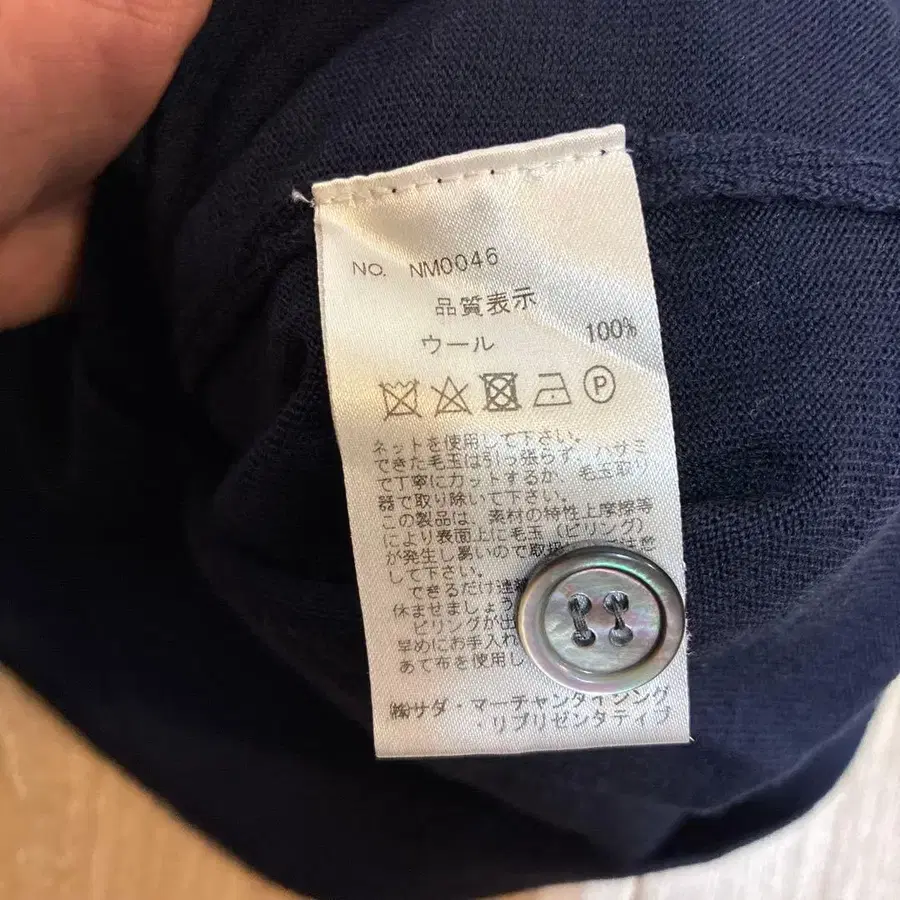 NO. NM0046
品質表示
ウール 100%
P
ネットを使用して下さい。
できた毛玉は引っ張らず、ハサミ
で丁寧にカットするか、毛玉取り
器で取り除いて下さい。
この製品は、素材の特性上摩擦等
により表面上に毛玉（ピリング）
が発生し易いので取扱
して下さい。
できるだけ連続
休ませましょう
ピリングが出
早めにお手入れ
あて布を使用し
㈱サダ・マーチャンダイジング
・リプリゼンタティブ